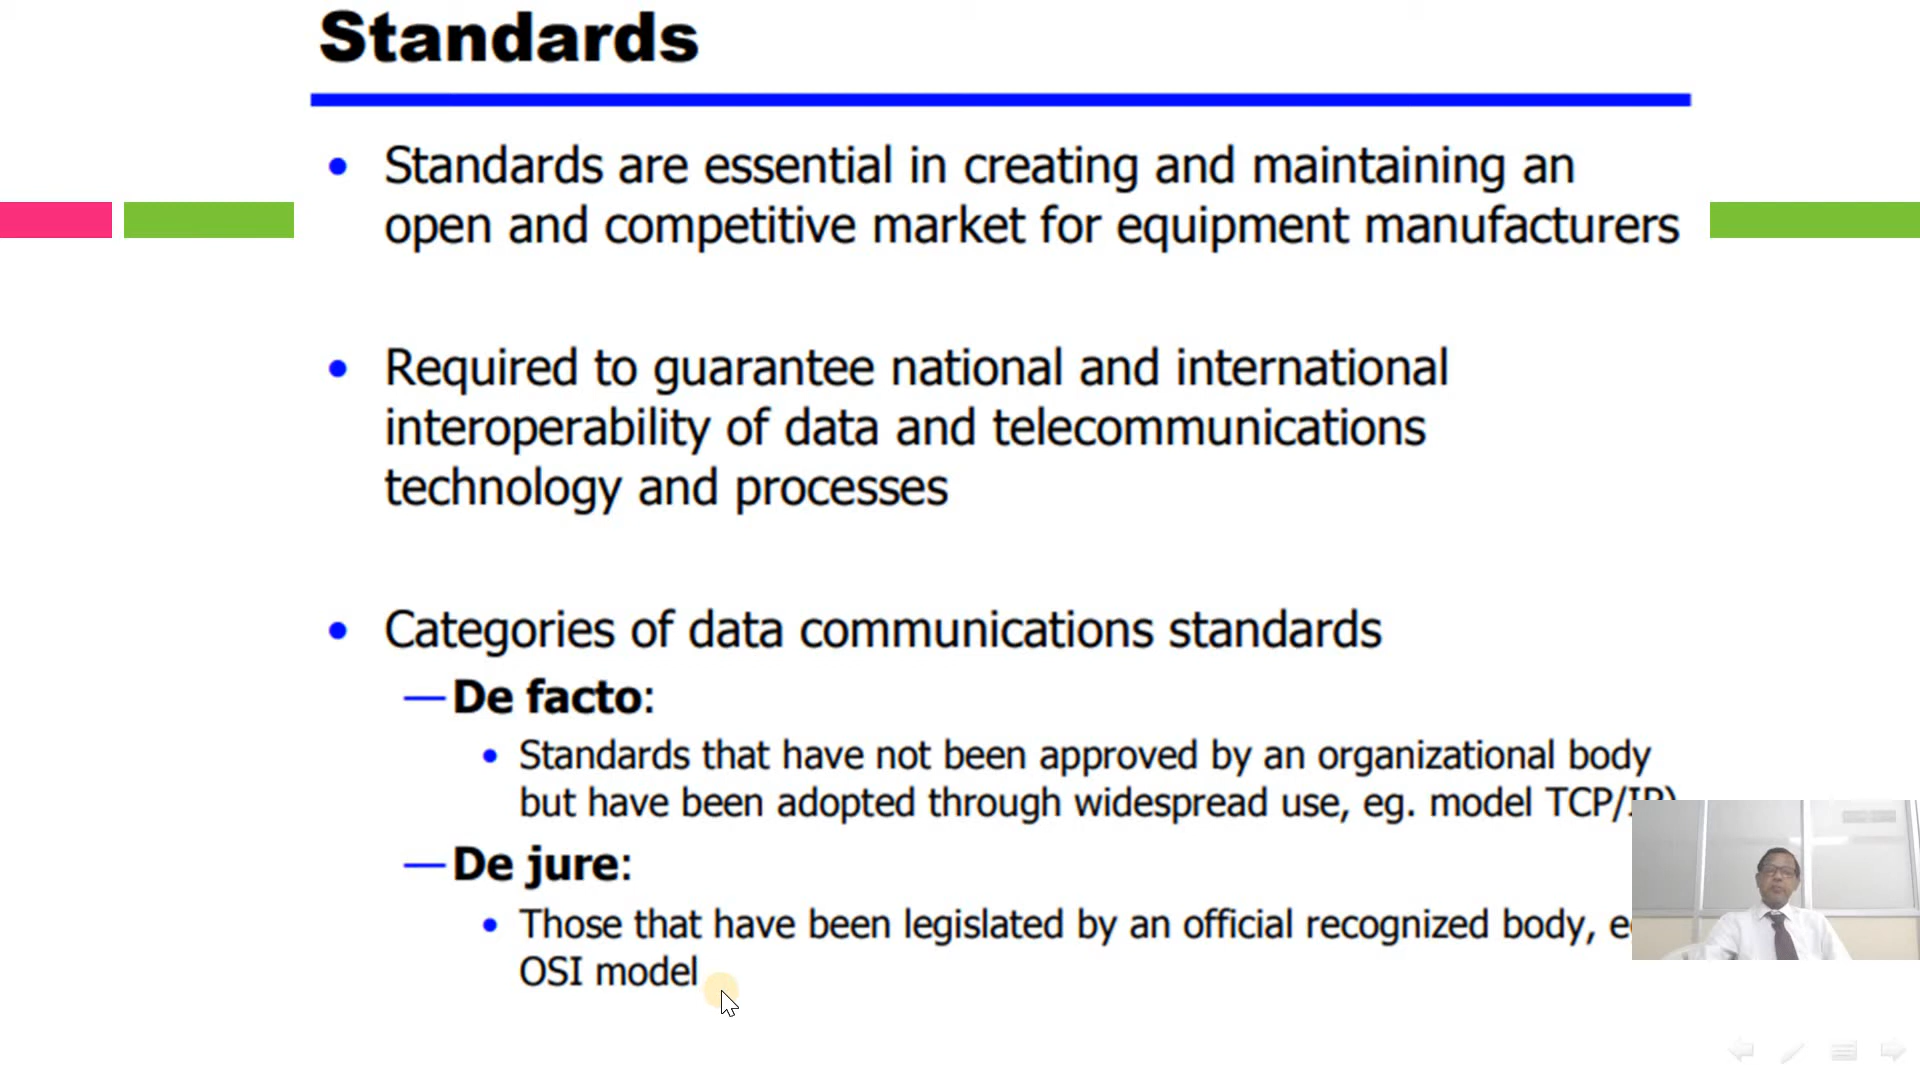 Standards
• Standards are essential in creating and maintaining an
open and competitive market for equipment manufacturers
• Required to guarantee national and international
interoperability of data and telecommunications
technology and processes
• Categories of data communications standards
— De facto:
• Standards that have not been approved by an organizational body
but have been adopted through widespread use, eg. model TCP/IP)
— De jure:
• Those that have been legislated by an official recognized body,
OSI model